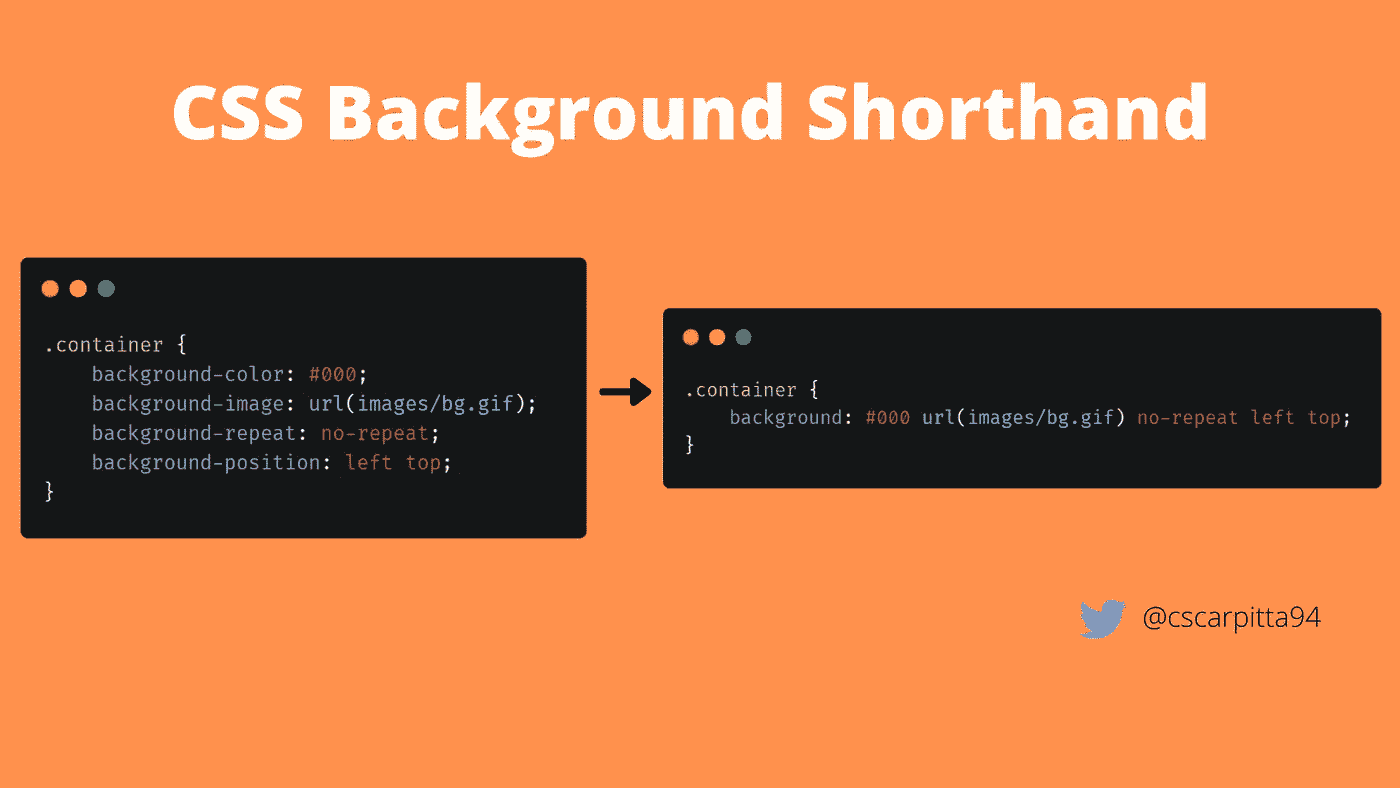 CSS Background Shorthand
.container {
    background-color: #000;
    background-image: url(images/bg.gif);
    background-repeat: no-repeat;
    background-position: left top;
}
.container {
    background: #000 url(images/bg.gif) no-repeat left top;
}
@cscarpitta94